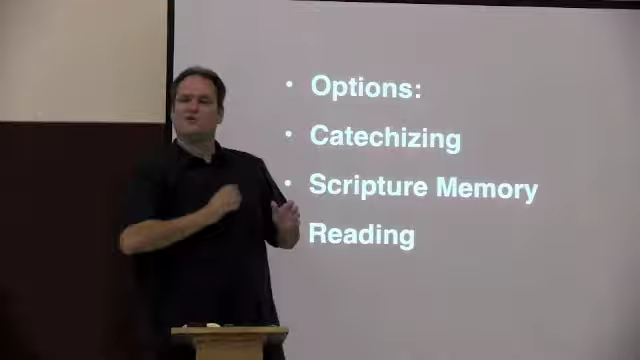 • Options:
• Catechizing
• Scripture Memory
Reading